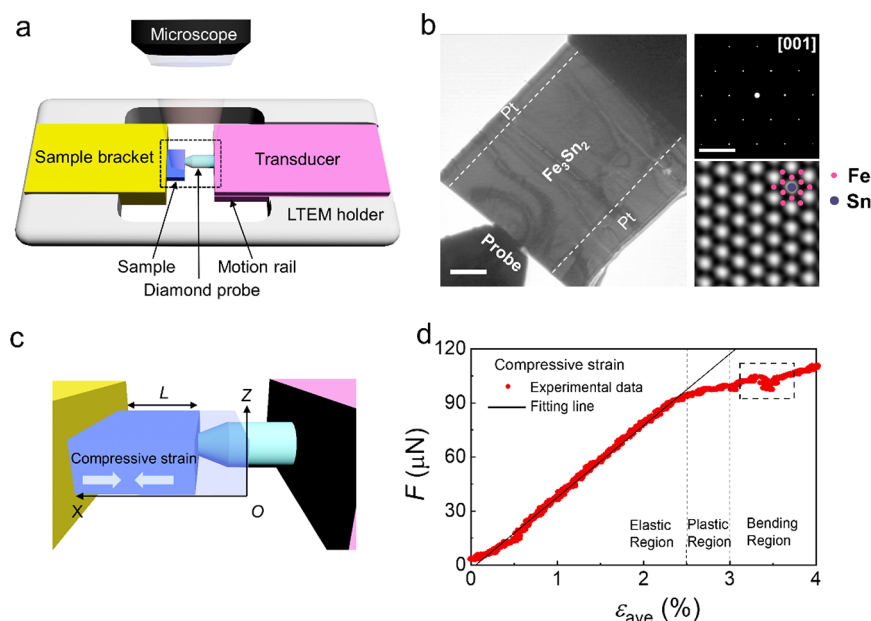 a
Microscope
Sample bracket
Transducer
LTEM holder
Sample
Motion rail
Diamond probe
b
Pt
Fe₃Sn₂
Pt
Probe
[001]
Fe
Sn
c
L
Z
Compressive strain
X
O
d
120
90
60
30
0
F (μN)
Compressive strain
Experimental data
Fitting line
Elastic Region
Plastic Region
Bending Region
0
1
2
3
4
εave (%)